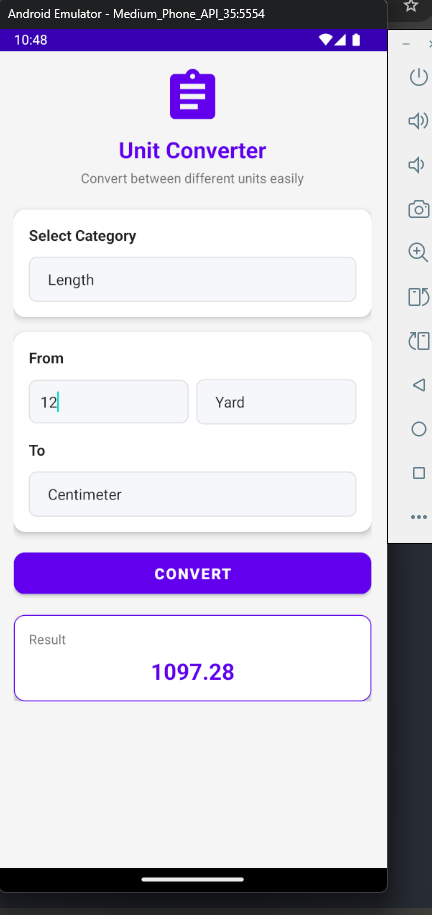 Android Emulator - Medium_Phone_API_35:5554
10:48
Unit Converter
Convert between different units easily
Select Category
Length
From
12
Yard
To
Centimeter
CONVERT
Result
1097.28